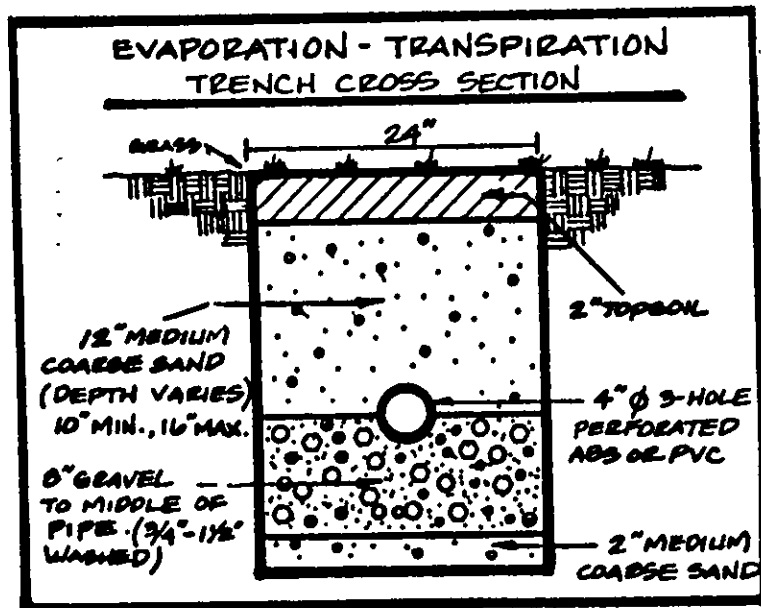 EVAPORATION - TRANSPIRATION
TRENCH CROSS SECTION
24"
GRASS
2" TOPSOIL
12" MEDIUM
COARSE SAND
(DEPTH VARIES)
10" MIN., 16" MAX.
4" ϕ 3-HOLE
PERFORATED
ABS OR PVC
8" GRAVEL
TO MIDDLE OF
PIPE. (3/4"-1 1/2"
WASHED)
2" MEDIUM
COARSE SAND